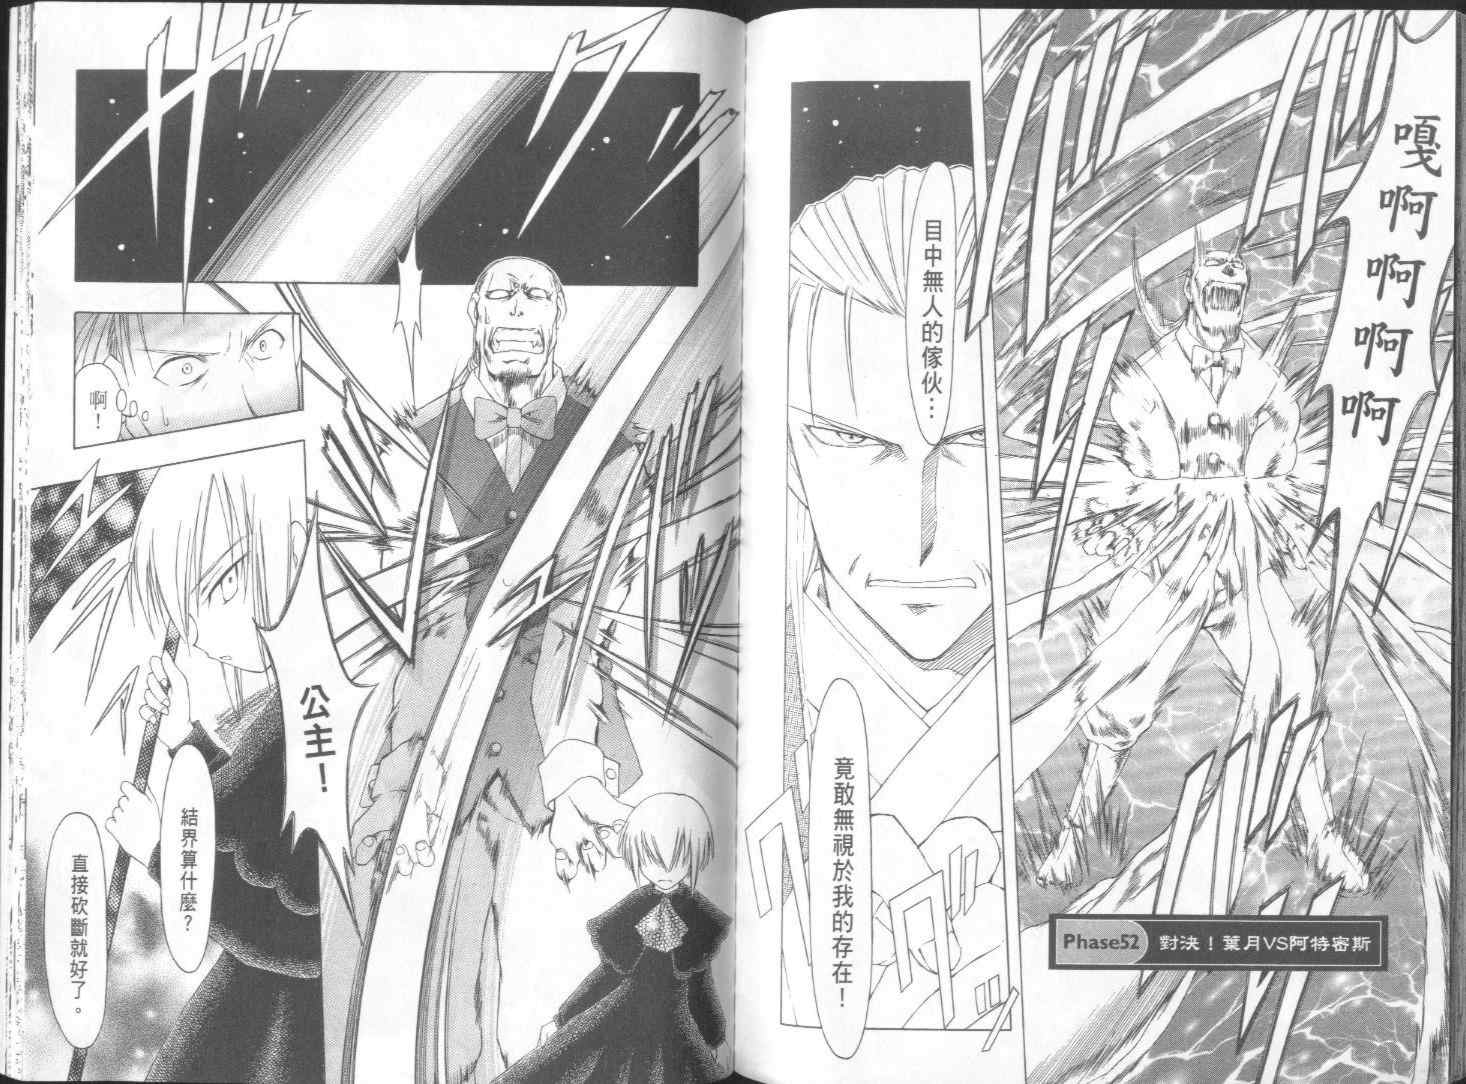 嘎啊啊啊啊
Phase52 對決！葉月VS阿特密斯
目中無人的傢伙…
竟敢無視於我的存在！
啊！
公主！
結界算什麼？
直接砍斷就好了。